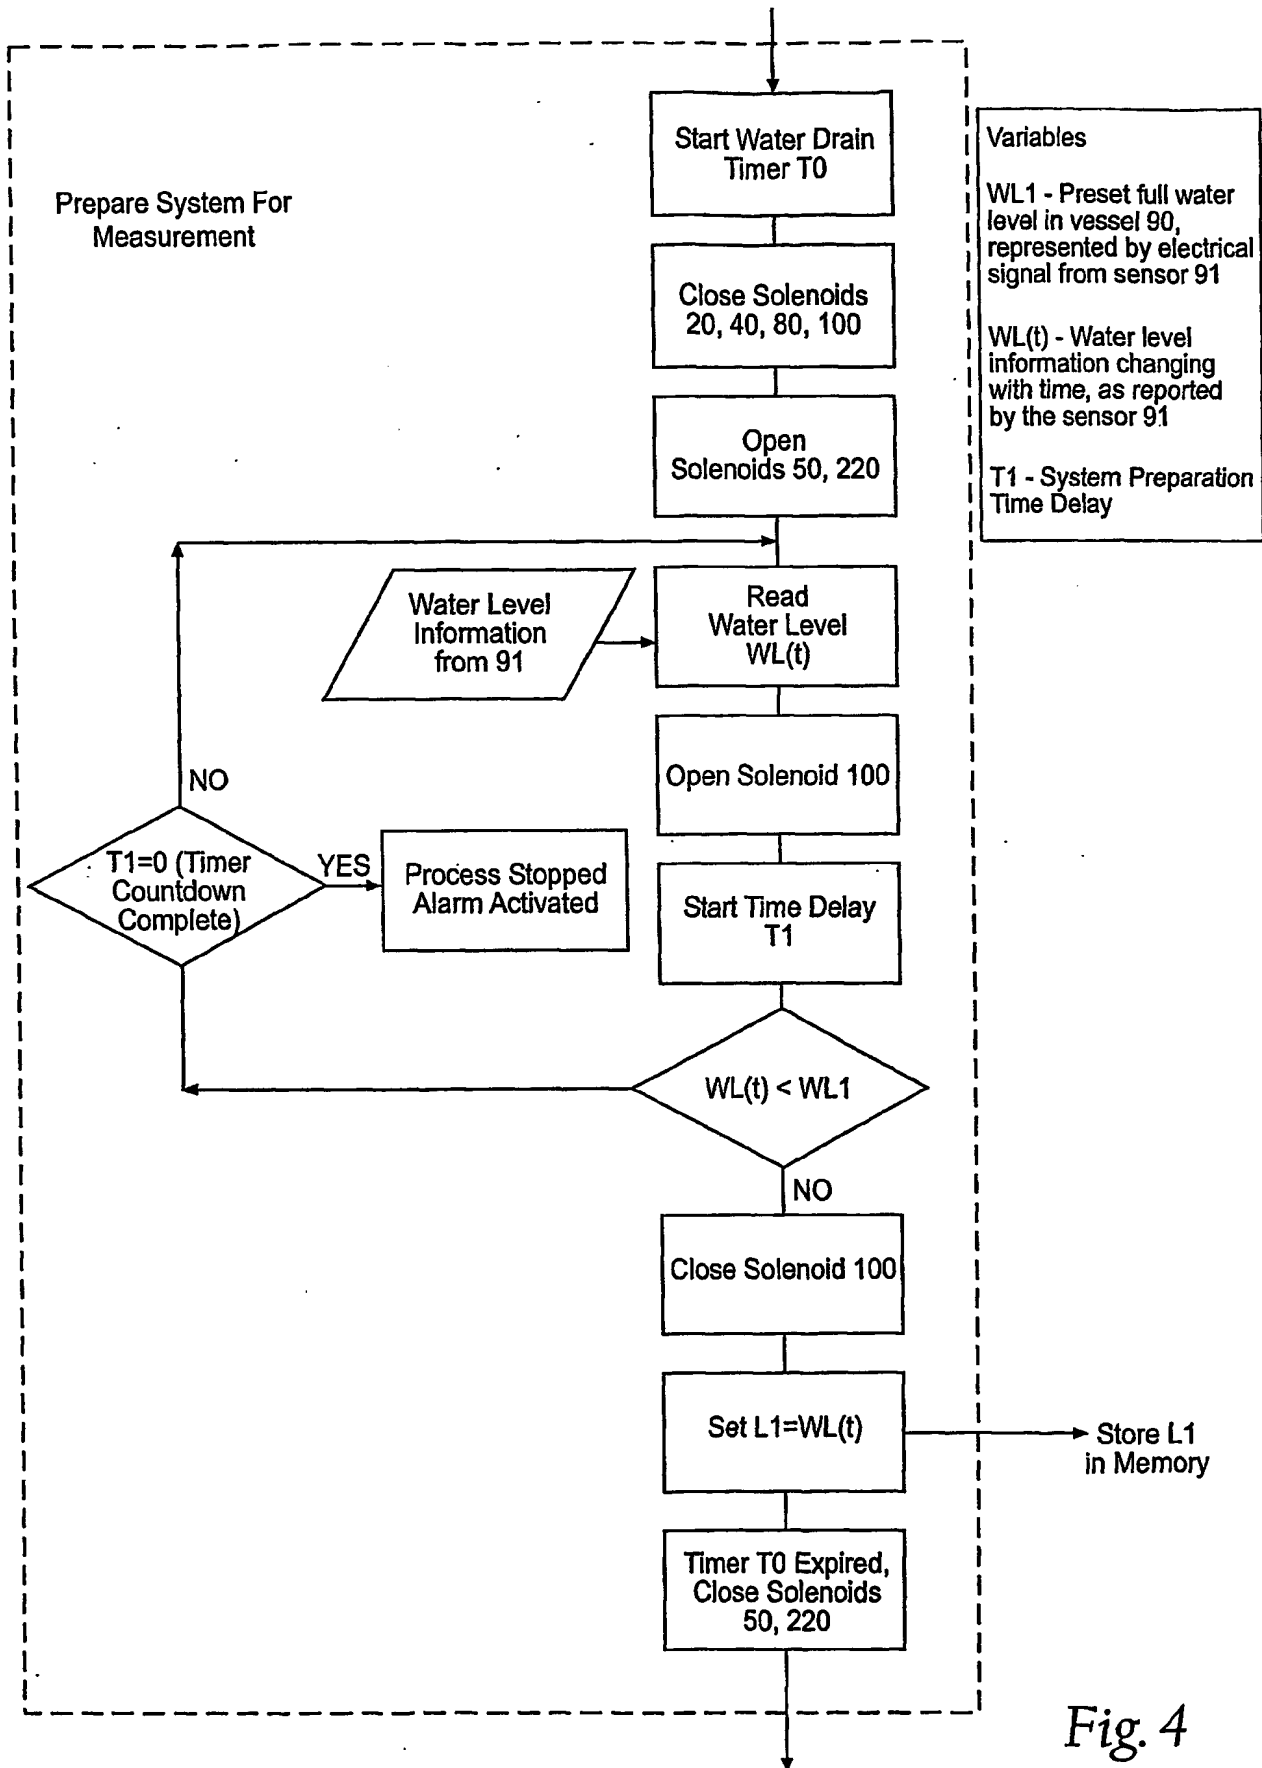 Prepare System For
Measurement
Start Water Drain
Timer T0
Close Solenoids
20, 40, 80, 100
Open
Solenoids 50, 220
Water Level
Information
from 91
Read
Water Level
WL(t)
Open Solenoid 100
NO
T1=0 (Timer
Countdown
Complete)
YES
Process Stopped
Alarm Activated
Start Time Delay
T1
WL(t) < WL1
NO
Close Solenoid 100
Set L1=WL(t)
Store L1
in Memory
Timer T0 Expired,
Close Solenoids
50, 220
Variables
WL1 - Preset full water
level in vessel 90,
represented by electrical
signal from sensor 91
WL(t) - Water level
information changing
with time, as reported
by the sensor 91
T1 - System Preparation
Time Delay
Fig. 4